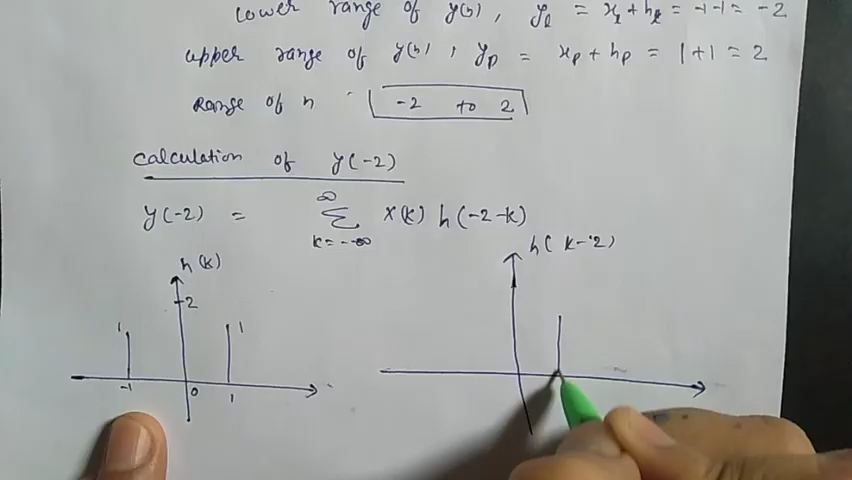 lower range of y(n), yl = xl + hl = -1-1 = -2
upper range of y(n), yp = xp + hp = 1+1 = 2
Range of n -2 to 2
calculation of y(-2)
y(-2) = ∞ Σ k=-∞ x(k) h(-2-k)
h(k)
h(k-2)
2
1 1
-1 0 1